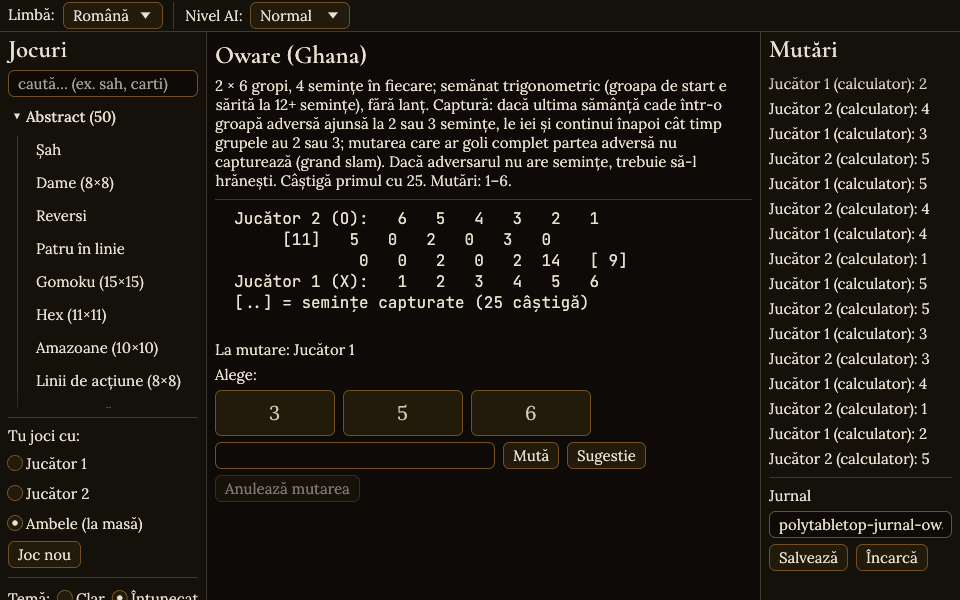 Limbă: Română ▼ Nivel AI: Normal ▼
Jocuri
caută... (ex. sah, carti)
▾ Abstract (50)
Șah
Dame (8×8)
Reversi
Patru în linie
Gomoku (15×15)
Hex (11×11)
Amazoane (10×10)
Linii de acțiune (8×8)
Tu joci cu:
Jucător 1
Jucător 2
Ambele (la masă)
Joc nou
Temă: Clar Întunecat
Oware (Ghana)
2 × 6 gropi, 4 semințe în fiecare; semănat trigonometric (groapa de start e
sărită la 12+ semințe), fără lanț. Captură: dacă ultima sămânță cade într-o
groapă adversă ajunsă la 2 sau 3 semințe, le iei și continui înapoi cât timp
grupele au 2 sau 3; mutarea care ar goli complet partea adversă nu
capturează (grand slam). Dacă adversarul nu are semințe, trebuie să-l
hrănești. Câștigă primul cu 25. Mutări: 1–6.
Jucător 2 (O): 6 5 4 3 2 1
[11] 5 0 2 0 3 0
0 0 2 0 2 14 [ 9]
Jucător 1 (X): 1 2 3 4 5 6
[..] = semințe capturate (25 câștigă)
La mutare: Jucător 1
Alege:
3 5 6
Mută Sugestie
Anulează mutarea
Mutări
Jucător 1 (calculator): 2
Jucător 2 (calculator): 4
Jucător 1 (calculator): 3
Jucător 2 (calculator): 5
Jucător 1 (calculator): 5
Jucător 2 (calculator): 4
Jucător 1 (calculator): 4
Jucător 2 (calculator): 1
Jucător 1 (calculator): 5
Jucător 2 (calculator): 5
Jucător 1 (calculator): 3
Jucător 2 (calculator): 3
Jucător 1 (calculator): 4
Jucător 2 (calculator): 1
Jucător 1 (calculator): 2
Jucător 2 (calculator): 5
Jurnal
polytabletop-jurnal-ow
Salvează Încarcă